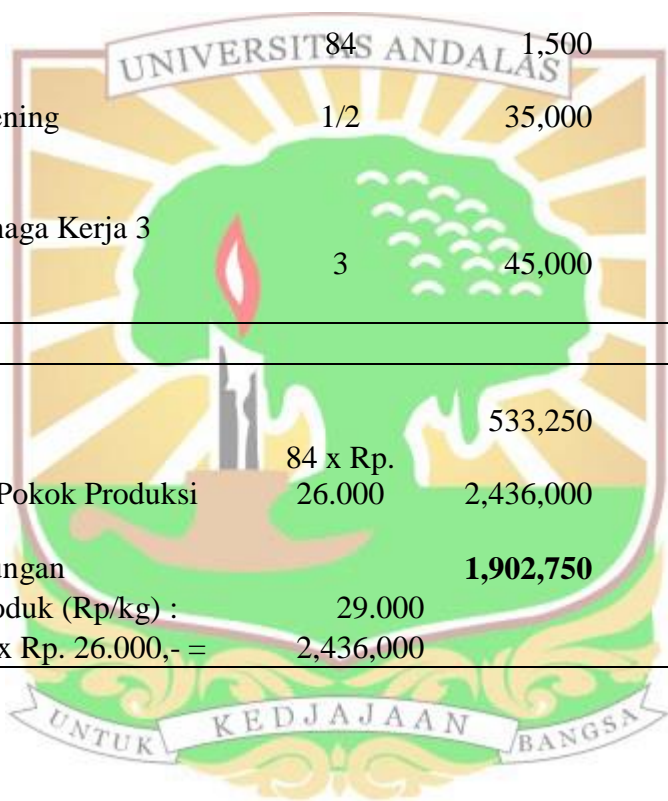 UNIVERSITAS ANDALAS
84 1,500
ening 1/2 35,000
naga Kerja 3
3 45,000
533,250
84 x Rp.
Pokok Produksi 26.000 2,436,000
ungan 1,902,750
oduk (Rp/kg) : 29.000
x Rp. 26.000,- = 2,436,000
UNTUK KEDJAJAAN BANGSA